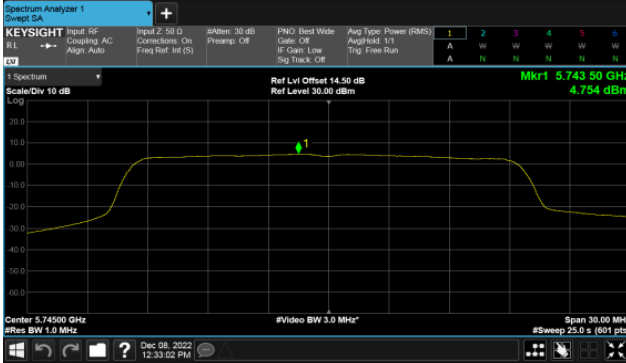 Spectrum Analyzer 1
Swept SA
KEYSIGHT Input: RF Input Z: 50 Ω #Atten: 30 dB PNO: Best Wide Avg Type: Power (RMS) 1 2 3 4 5 6
RL Coupling: AC Corrections: On Preamp: Off Gate: Off Avg|Hold: 1/1 A W W W W W
Align: Auto Freq Ref: Int (S) IF Gain: Low Trig: Free Run
LXI Sig Track: Off A N N N N N
1 Spectrum Mkr1 5.743 50 GHz
Scale/Div 10 dB Ref Lvl Offset 14.50 dB
Ref Level 30.00 dBm 4.754 dBm
Log
20.0
1
10.0
0.00
-10.0
-20.0
-30.0
-40.0
-50.0
-60.0
Center 5.74500 GHz #Video BW 3.0 MHz* Span 30.00 MH
#Res BW 1.0 MHz #Sweep 25.0 s (601 pts
? Dec 08, 2022
12:33:02 PM